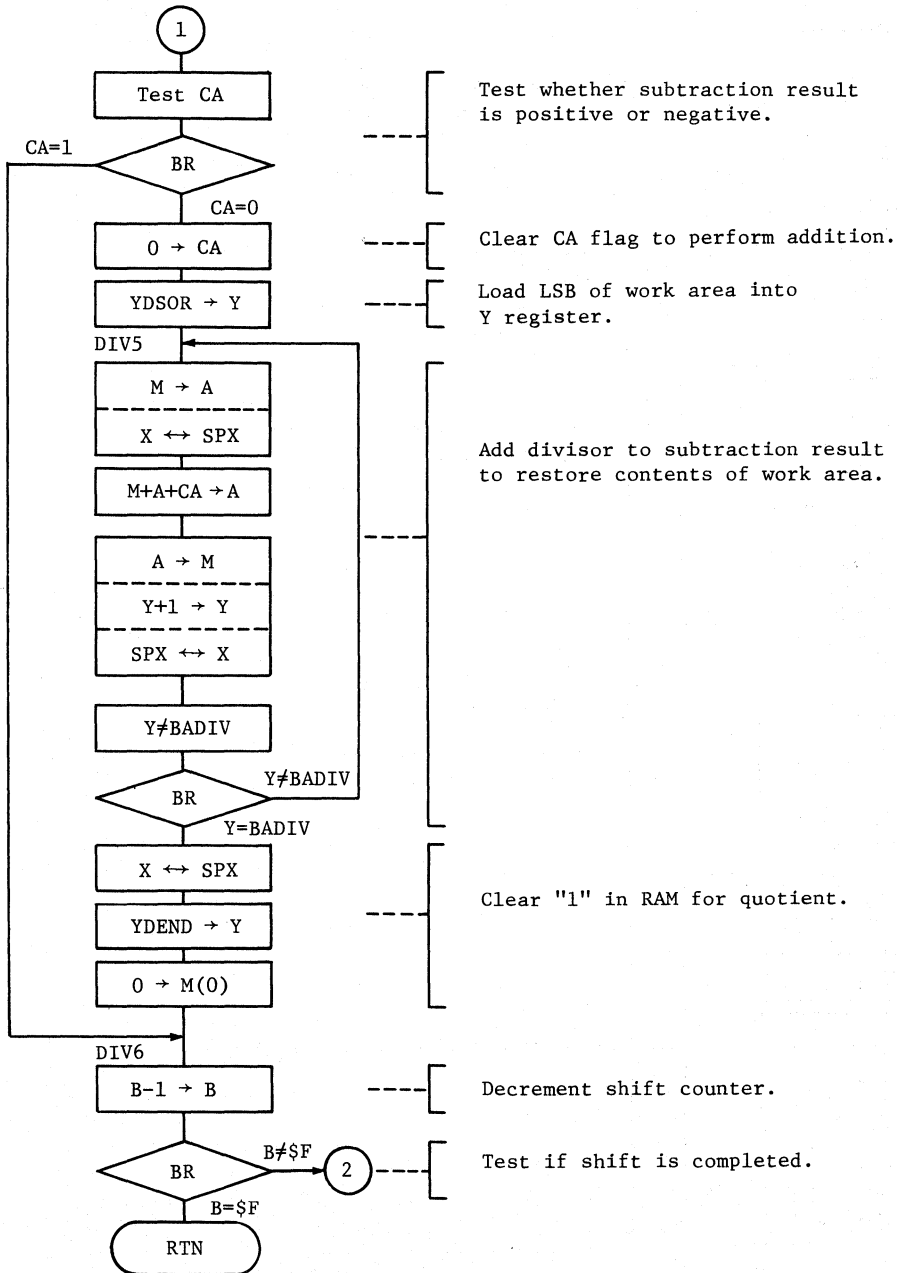 1
Test CA
Test whether subtraction result
is positive or negative.
CA=1
BR
CA=0
0 → CA
Clear CA flag to perform addition.
YDSOR → Y
Load LSB of work area into
Y register.
DIV5
M → A
X ↔ SPX
Add divisor to subtraction result
to restore contents of work area.
M+A+CA → A
A → M
Y+1 → Y
SPX ↔ X
Y≠BADIV
Y≠BADIV
BR
Y=BADIV
X ↔ SPX
Clear "1" in RAM for quotient.
YDEND → Y
0 → M(0)
DIV6
B-1 → B
Decrement shift counter.
B≠$F
BR
2
Test if shift is completed.
B=$F
RTN